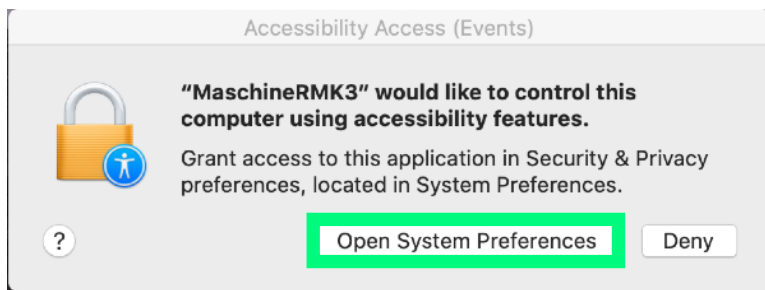 Accessibility Access (Events)
“MaschineRMK3” would like to control this
computer using accessibility features.
Grant access to this application in Security & Privacy
preferences, located in System Preferences.
?
Open System Preferences
Deny